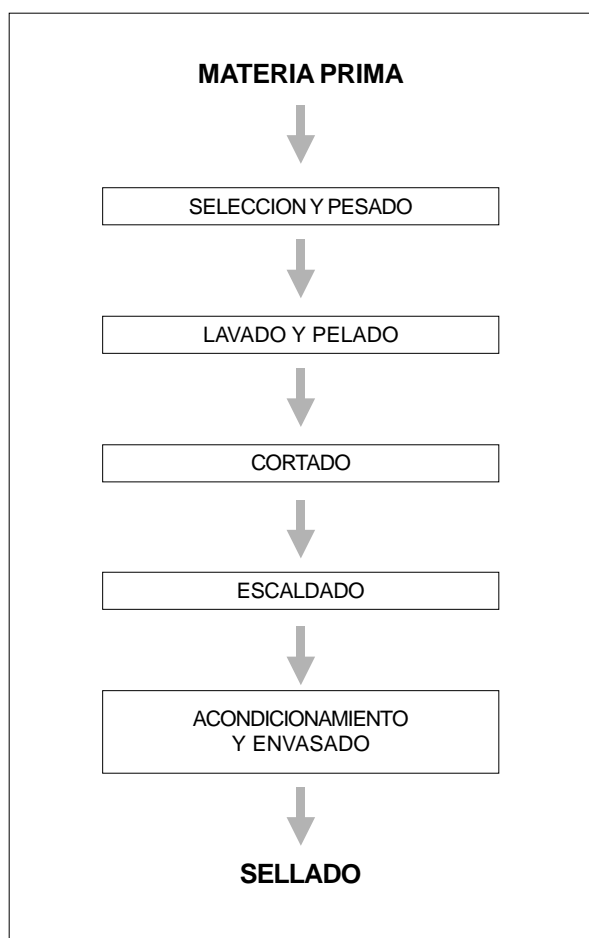 MATERIA PRIMA
SELECCION Y PESADO
LAVADO Y PELADO
CORTADO
ESCALDADO
ACONDICIONAMIENTO
Y ENVASADO
SELLADO